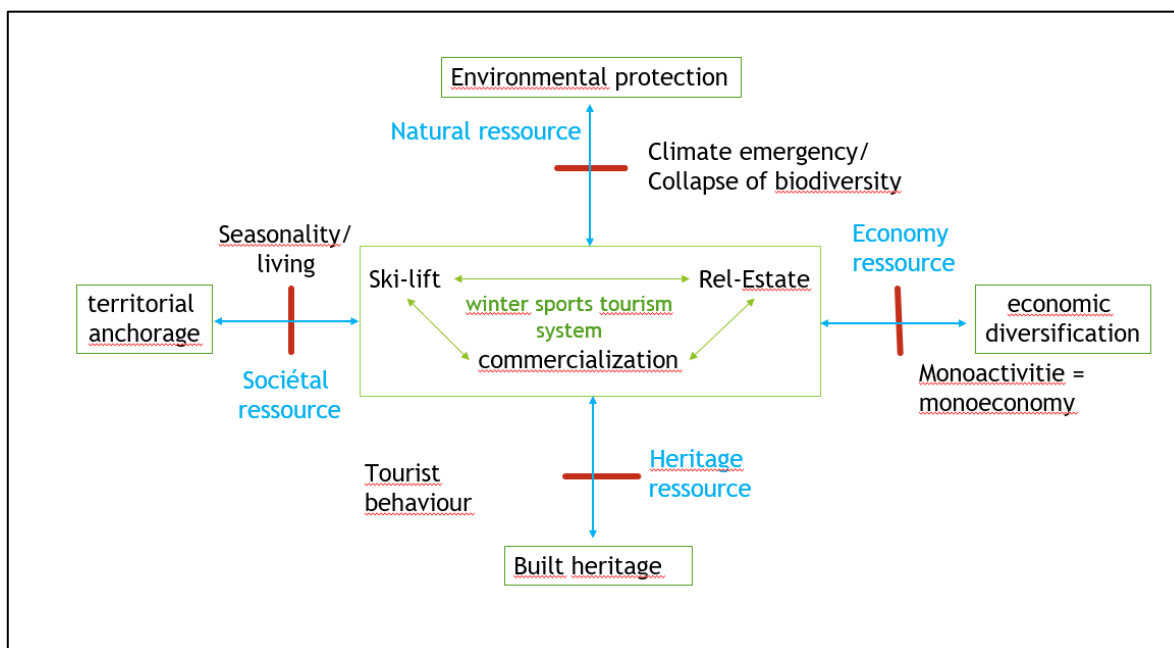 Environmental protection
Natural ressource
Climate emergency/
Collapse of biodiversity
Seasonality/
living
Economy
ressource
Ski-lift
Rel-Estate
winter sports tourism
system
commercialization
territorial
anchorage
economic
diversification
Sociétal
ressource
Monoactivitie =
monoeconomy
Tourist
behaviour
Heritage
ressource
Built heritage